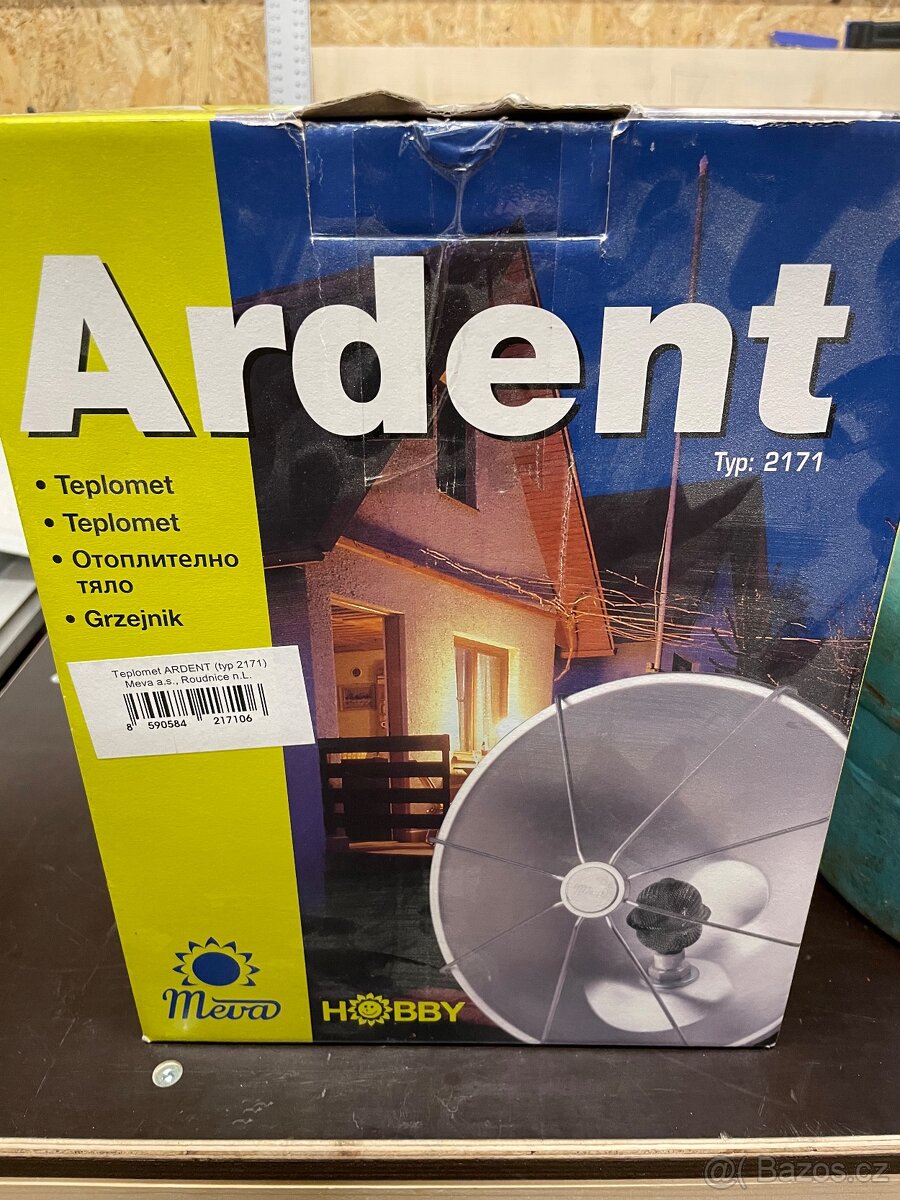 Ardent
Typ: 2171
• Teplomet
• Teplomet
• Отоплително
тяло
• Grzejnik
Teplomet ARDENT (typ 2171)
Meva a.s., Roudnice n.L.
8 590584 217106
meva
Meva
HOBBY
Bazos.cz